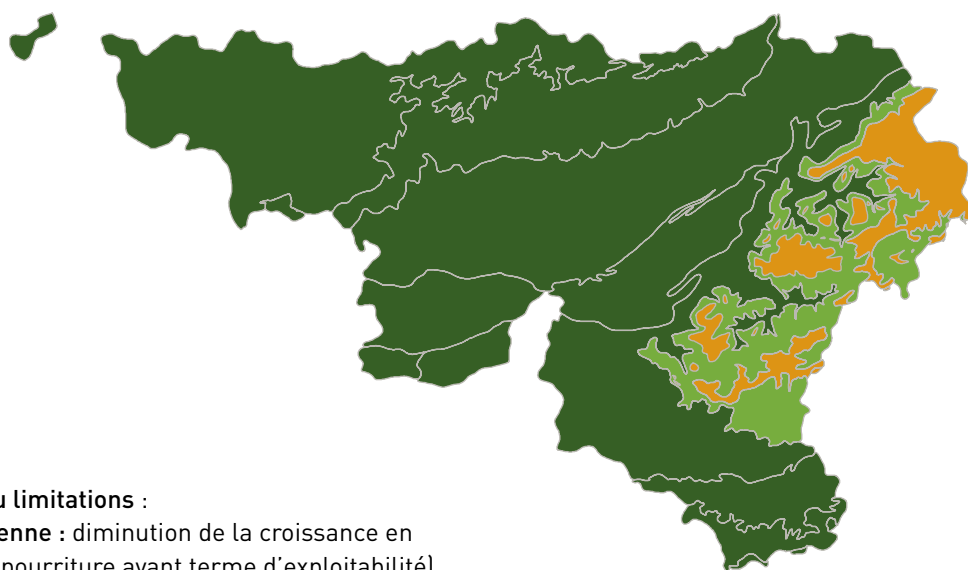 u limitations :
enne : diminution de la croissance en
pourriture avant terme d'exploitabilité)